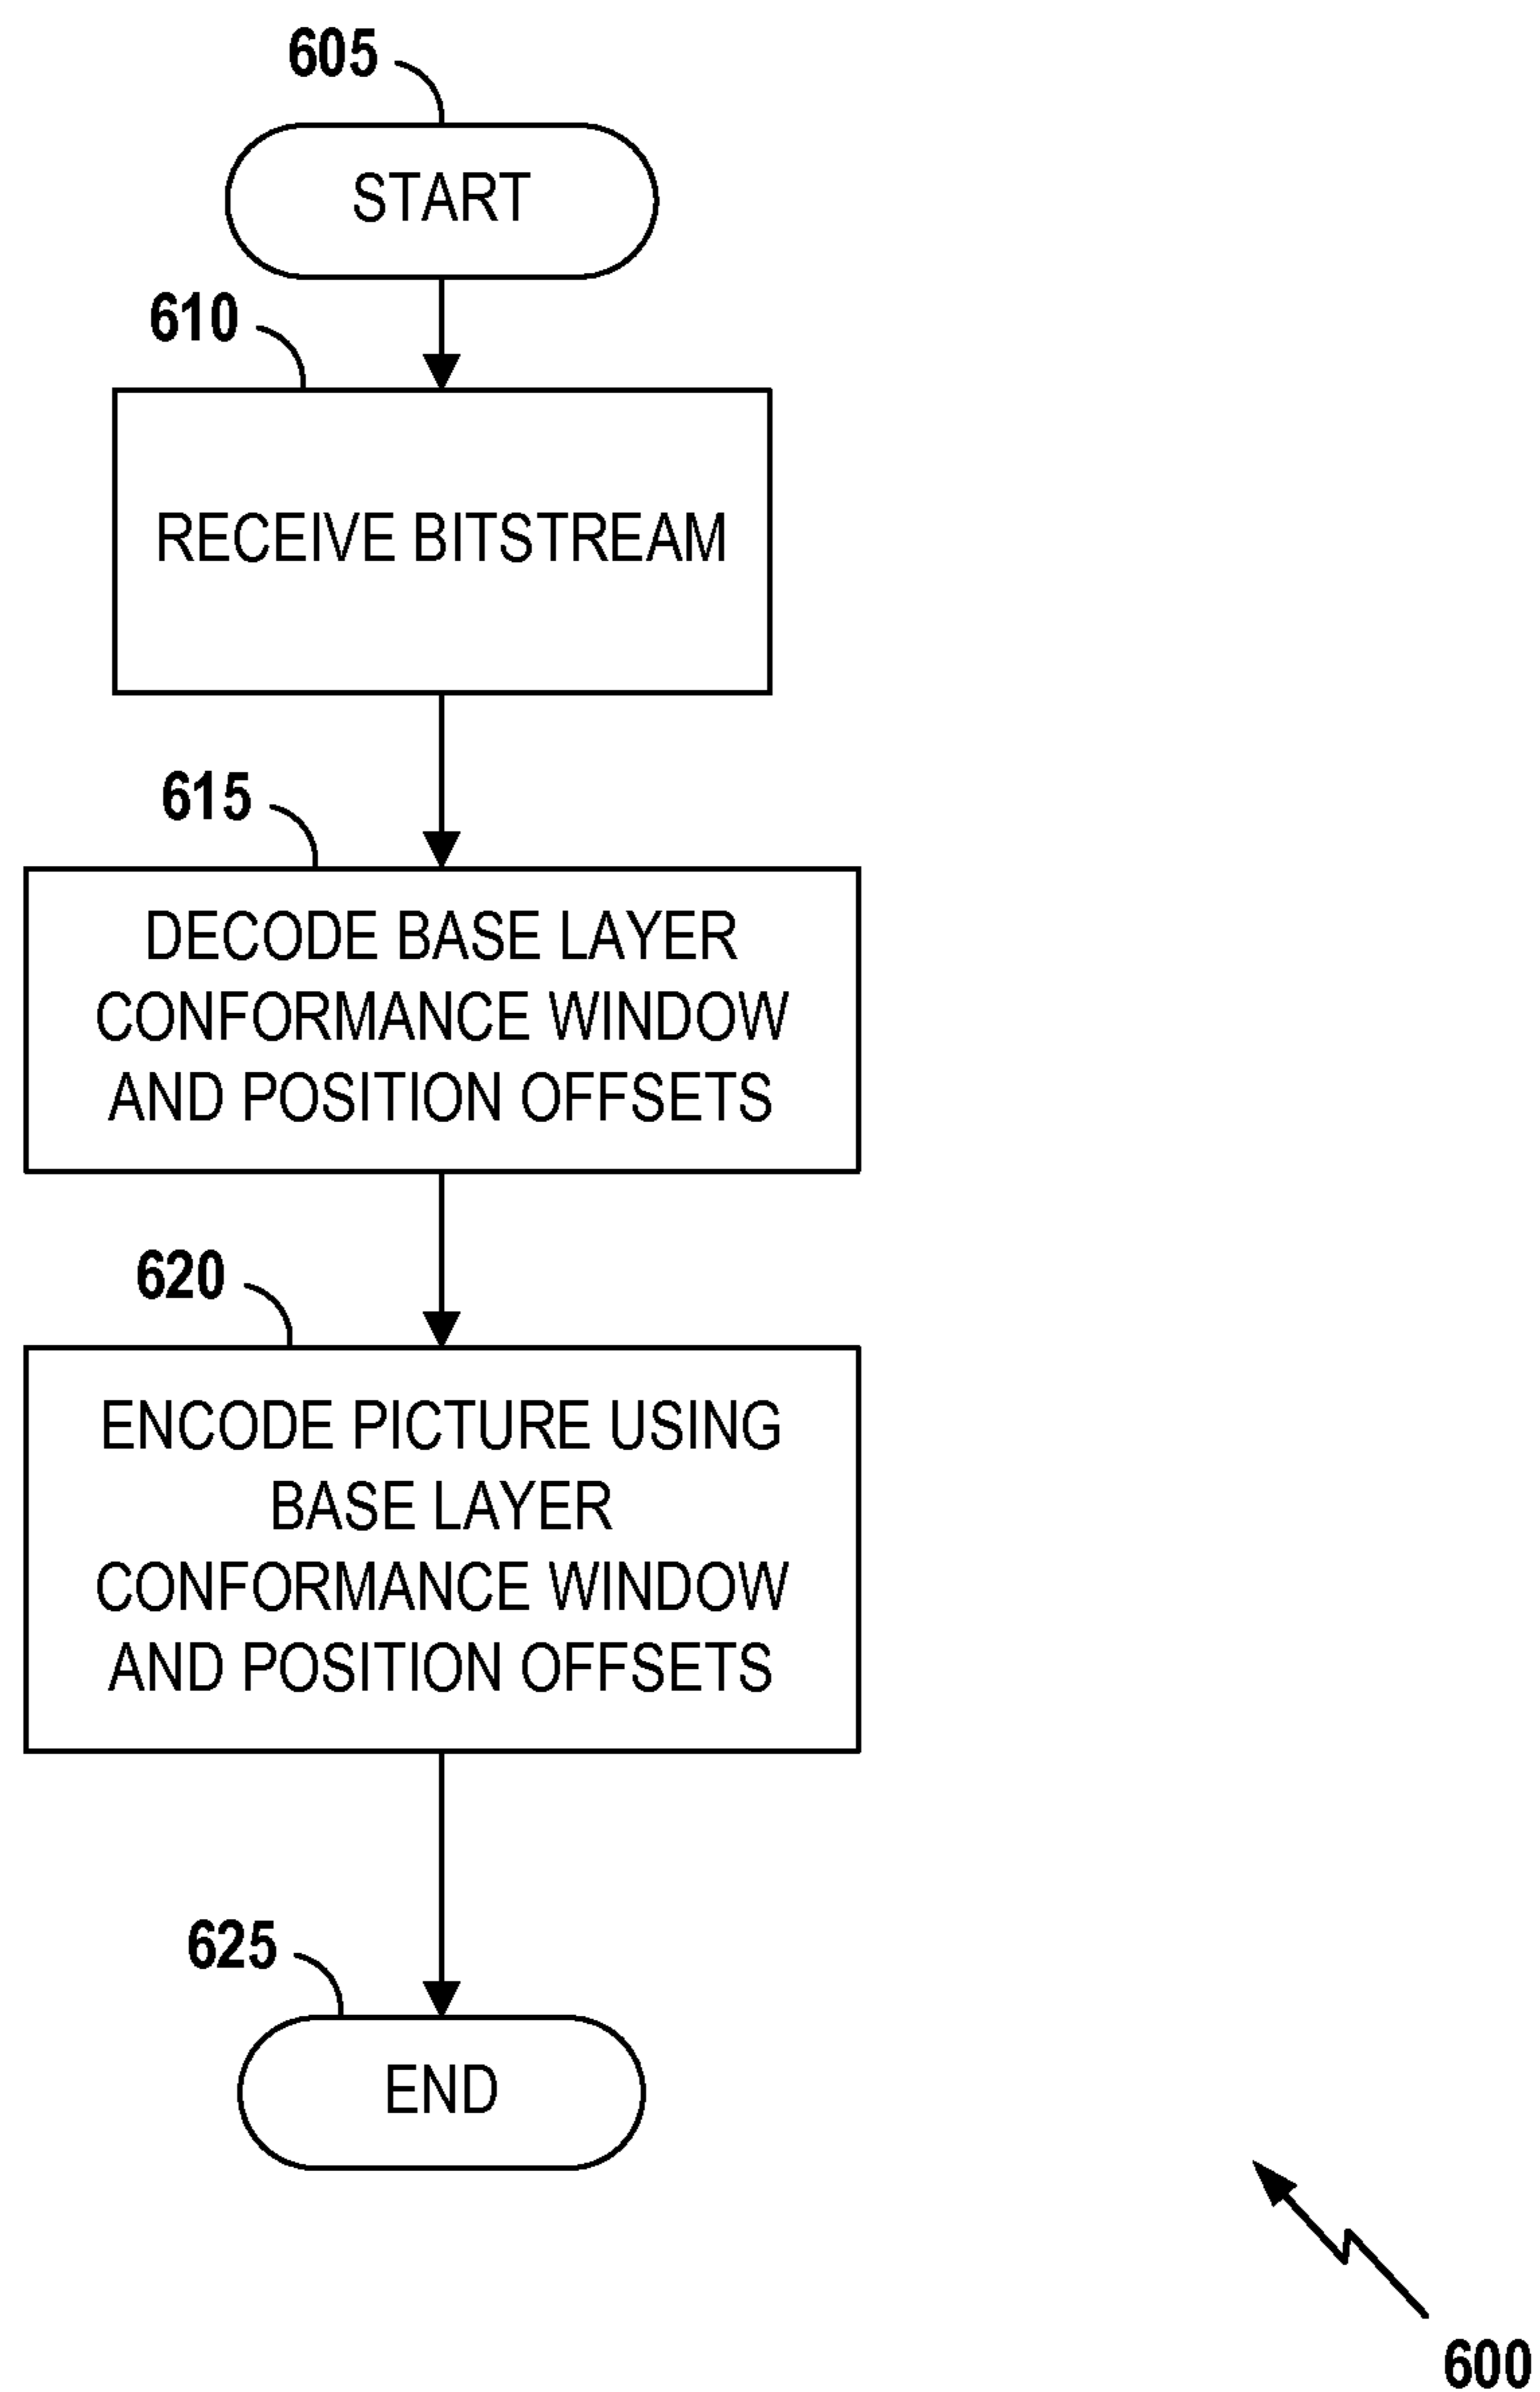 605
START
610
RECEIVE BITSTREAM
615
DECODE BASE LAYER
CONFORMANCE WINDOW
AND POSITION OFFSETS
620
ENCODE PICTURE USING
BASE LAYER
CONFORMANCE WINDOW
AND POSITION OFFSETS
625
END
600